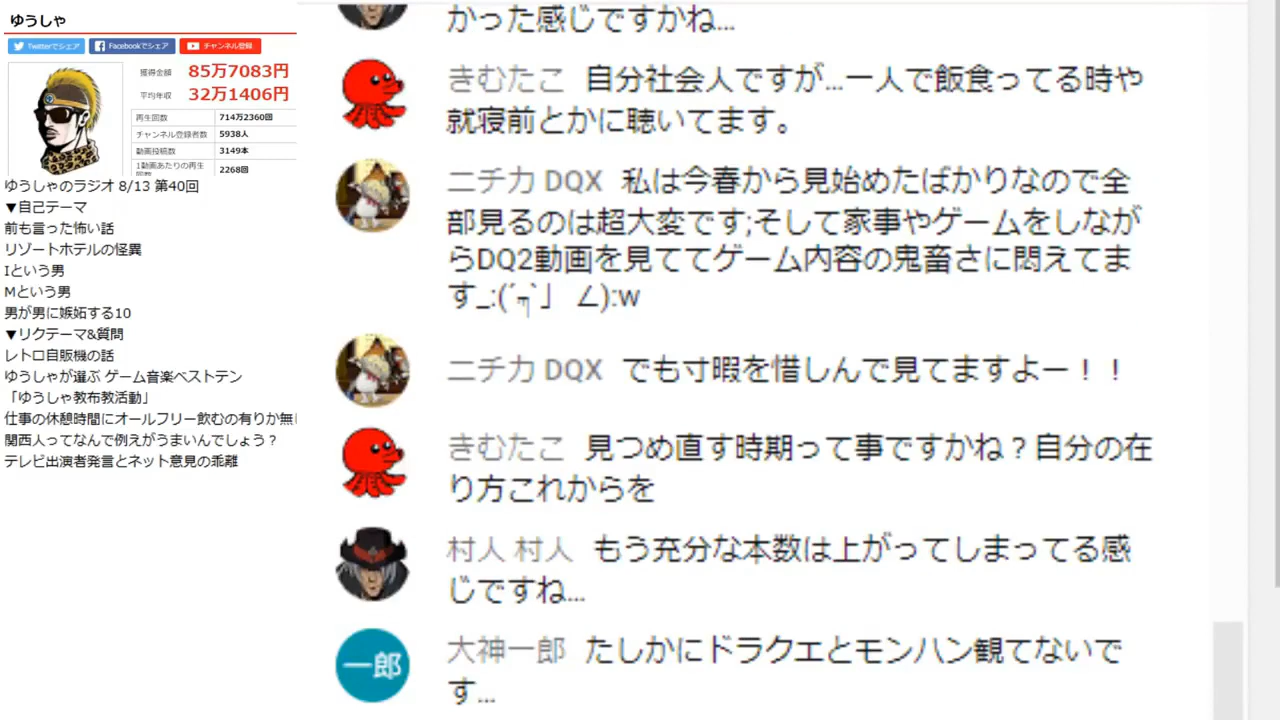 ゆうしゃ
Twitterでシェア
Facebookでシェア
チャンネル登録
獲得金額 85万7083円
平均年収 32万1406円
再生回数 714万2360回
チャンネル登録者数 5938人
動画投稿数 3149本
1動画あたりの再生回数 2268回
ゆうしゃのラジオ 8/13 第40回
▼自己テーマ
前も言った怖い話
リゾートホテルの怪異
Iという男
Mという男
男が男に嫉妬する10
▼リクテーマ&質問
レトロ自販機の話
ゆうしゃが選ぶ ゲーム音楽ベストテン
「ゆうしゃ教布教活動」
仕事の休憩時間にオールフリー飲むの有りか無し
関西人ってなんで例えがうまいんでしょう？
テレビ出演者発言とネット意見の乖離
かった感じですかね...
きむたこ 自分社会人ですが...一人で飯食ってる時や
就寝前とかに聴いてます。
ニチカ DQX 私は今春から見始めたばかりなので全
部見るのは超大変です;そして家事やゲームをしなが
らDQ2動画を見ててゲーム内容の鬼畜さに悶えてま
す_:(´┐`」 ∠):w
ニチカ DQX でも寸暇を惜しんで見てますよー！！
きむたこ 見つめ直す時期って事ですかね？自分の在
り方これからを
村人 村人 もう充分な本数は上がってしまってる感
じですね...
一郎
大神一郎 たしかにドラクエとモンハン観てないで
す...